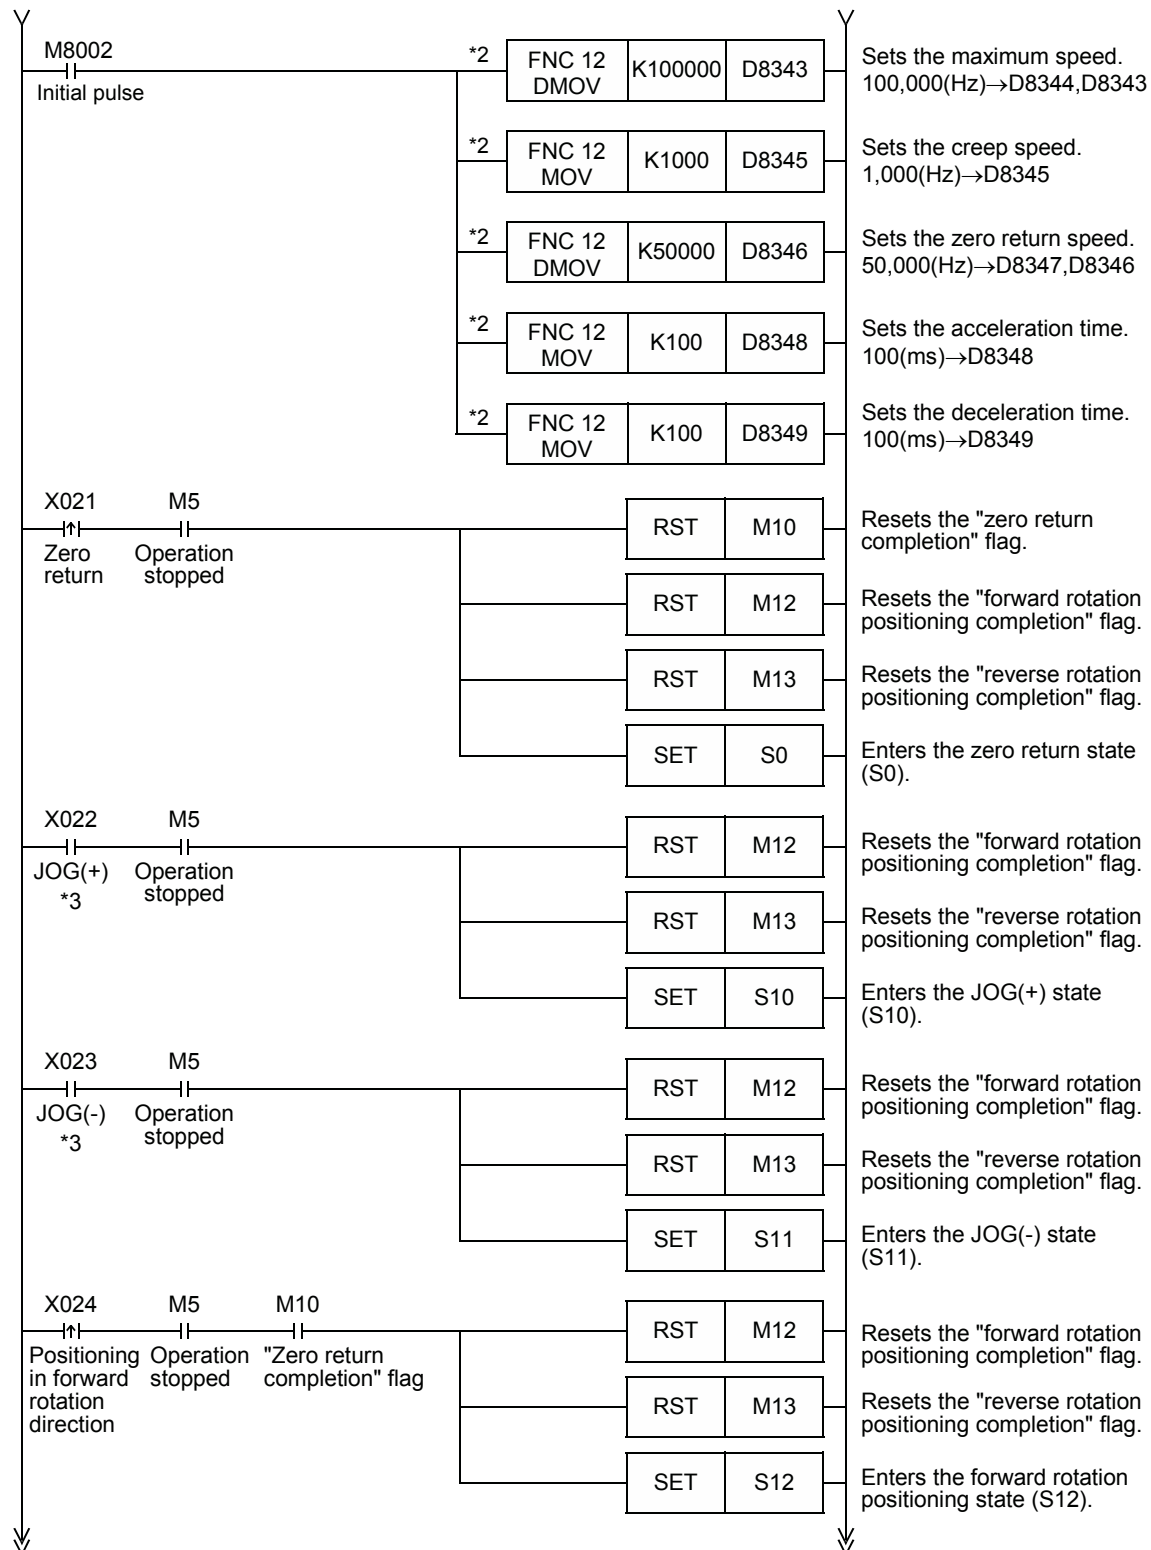 M8002
Initial pulse
*2
FNC 12
DMOV
K100000
D8343
Sets the maximum speed.
100,000(Hz)→D8344,D8343
*2
FNC 12
MOV
K1000
D8345
Sets the creep speed.
1,000(Hz)→D8345
*2
FNC 12
DMOV
K50000
D8346
Sets the zero return speed.
50,000(Hz)→D8347,D8346
*2
FNC 12
MOV
K100
D8348
Sets the acceleration time.
100(ms)→D8348
*2
FNC 12
MOV
K100
D8349
Sets the deceleration time.
100(ms)→D8349
X021
Zero
return
M5
Operation
stopped
RST
M10
Resets the "zero return
completion" flag.
RST
M12
Resets the "forward rotation
positioning completion" flag.
RST
M13
Resets the "reverse rotation
positioning completion" flag.
SET
S0
Enters the zero return state
(S0).
X022
JOG(+)
*3
M5
Operation
stopped
RST
M12
Resets the "forward rotation
positioning completion" flag.
RST
M13
Resets the "reverse rotation
positioning completion" flag.
SET
S10
Enters the JOG(+) state
(S10).
X023
JOG(-)
*3
M5
Operation
stopped
RST
M12
Resets the "forward rotation
positioning completion" flag.
RST
M13
Resets the "reverse rotation
positioning completion" flag.
SET
S11
Enters the JOG(-) state
(S11).
X024
Positioning
in forward
rotation
direction
M5
Operation
stopped
M10
"Zero return
completion" flag
RST
M12
Resets the "forward rotation
positioning completion" flag.
RST
M13
Resets the "reverse rotation
positioning completion" flag.
SET
S12
Enters the forward rotation
positioning state (S12).